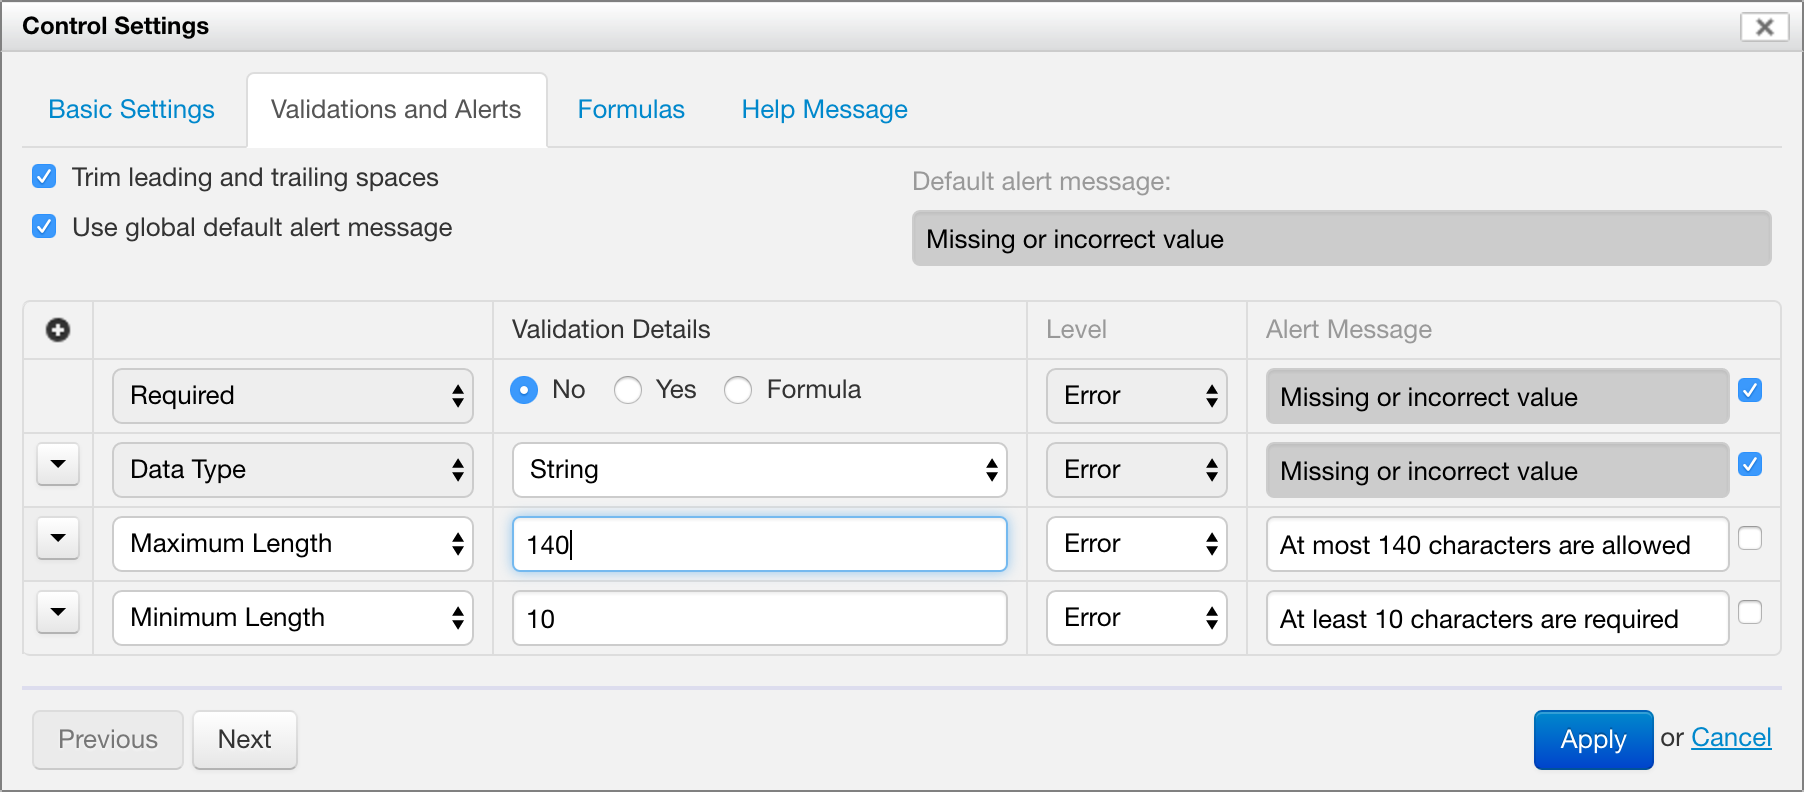 Control Settings
Basic Settings Validations and Alerts Formulas Help Message
Trim leading and trailing spaces
Use global default alert message
Default alert message:
Missing or incorrect value
Validation Details Level Alert Message
Required No Yes Formula Error Missing or incorrect value
Data Type String Error Missing or incorrect value
Maximum Length 140 Error At most 140 characters are allowed
Minimum Length 10 Error At least 10 characters are required
Previous Next Apply or Cancel